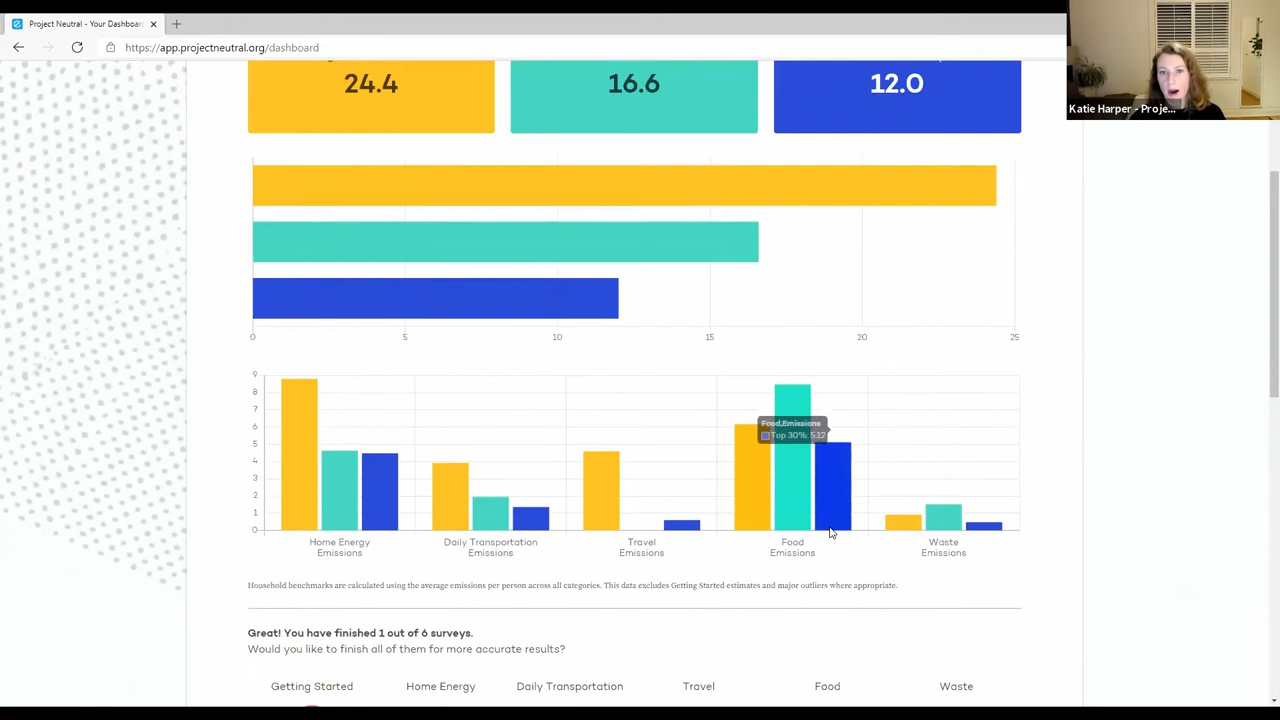 Project Neutral - Your Dashboa
https://app.projectneutral.org/dashboard
24.4
16.6
12.0
Katie Harper - Proje...
0
5
10
15
20
25
9
8
7
6
5
4
3
2
1
0
Food Emissions
Top 30%: 5.12
Home Energy
Emissions
Daily Transportation
Emissions
Travel
Emissions
Food
Emissions
Waste
Emissions
Household benchmarks are calculated using the average emissions per person across all categories. This data excludes Getting Started estimates and major outliers where appropriate.
Great! You have finished 1 out of 6 surveys.
Would you like to finish all of them for more accurate results?
Getting Started
Home Energy
Daily Transportation
Travel
Food
Waste